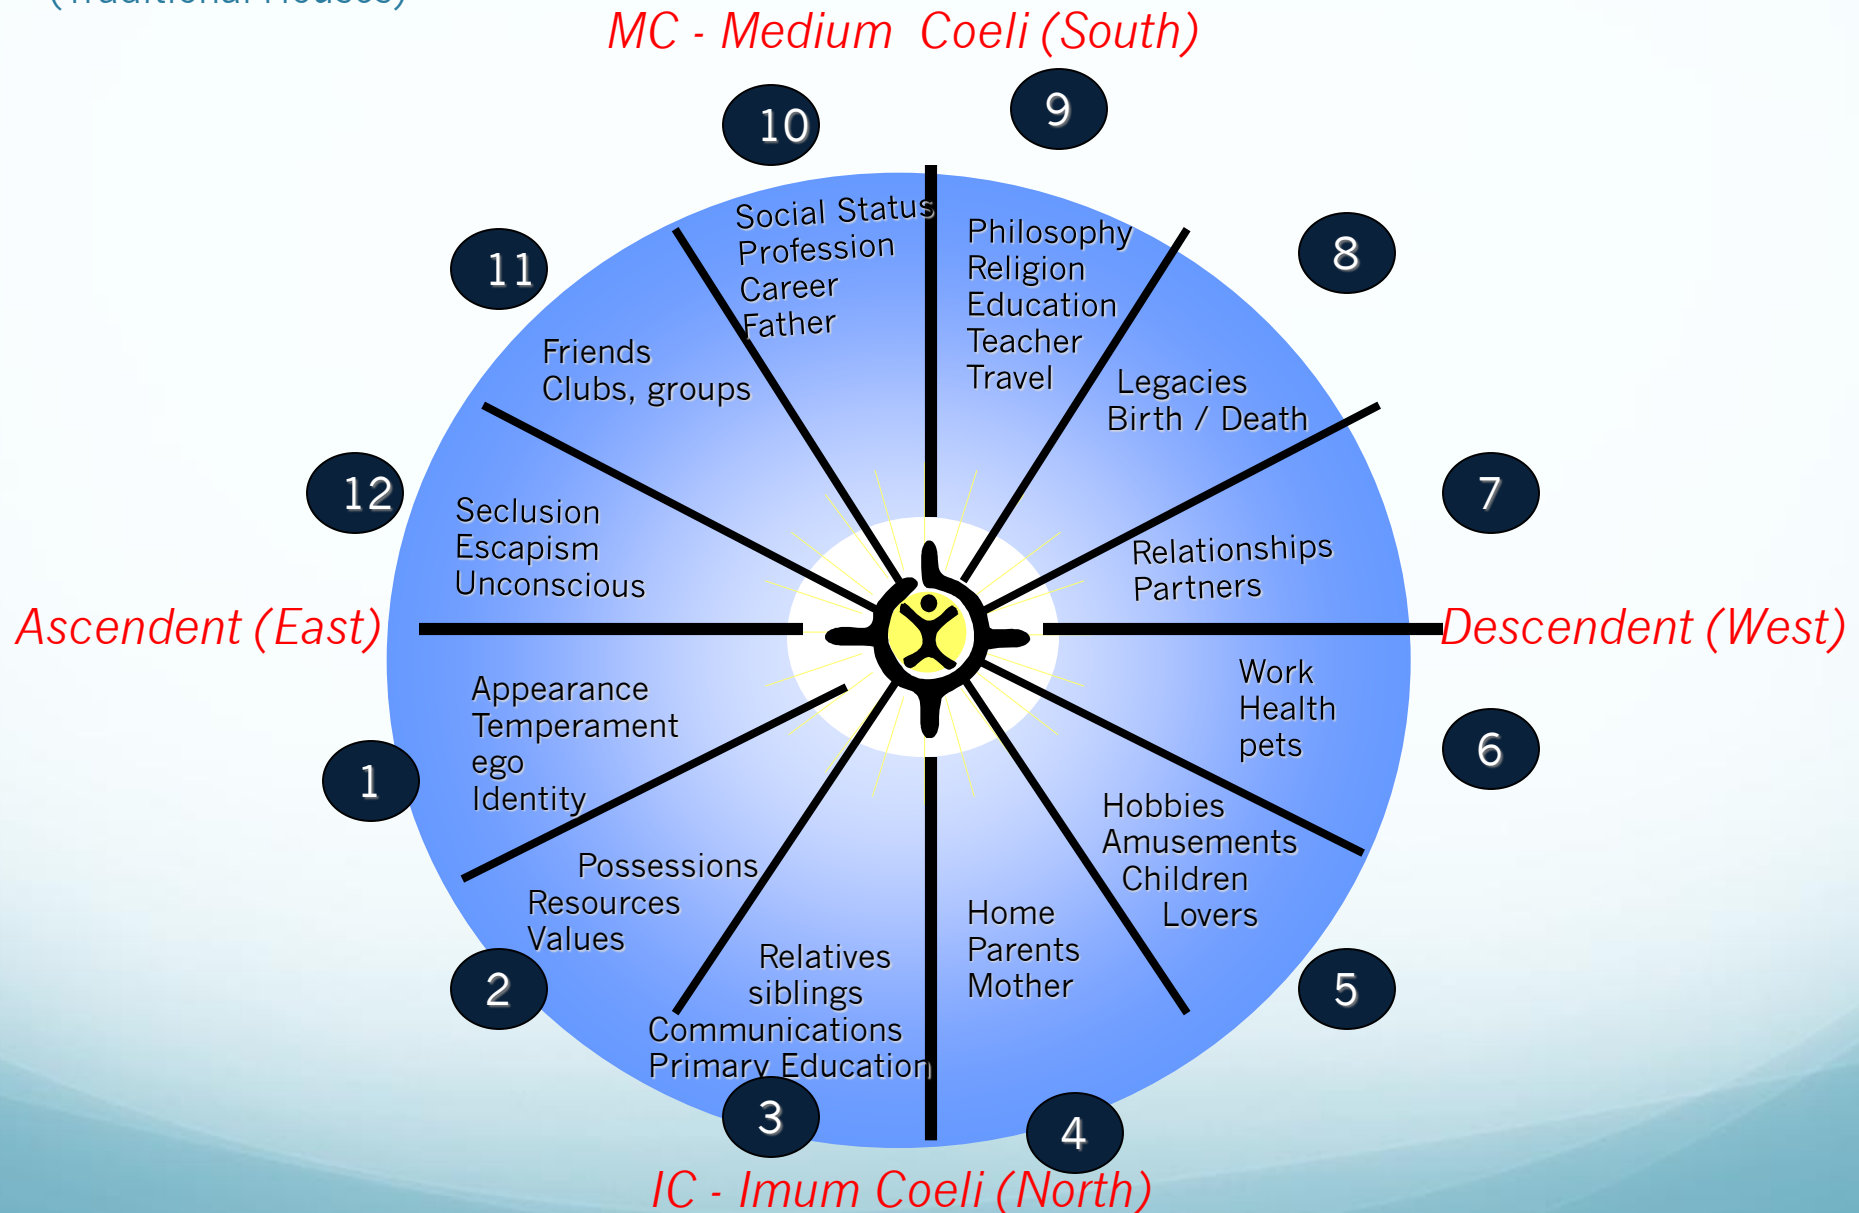 (Traditional Houses)
MC - Medium Coeli (South)
10
9
Social Status
Profession
Career
Father
Philosophy
Religion
Education
Teacher
Travel
11
8
Friends
Clubs, groups
Legacies
Birth / Death
12
7
Seclusion
Escapism
Unconscious
Relationships
Partners
Ascendent (East)
Descendent (West)
Appearance
Temperament
ego
Identity
Work
Health
pets
1
6
Possessions
Resources
Values
Hobbies
Amusements
Children
Lovers
2
5
Relatives
siblings
Communications
Primary Education
Home
Parents
Mother
3
4
IC - Imum Coeli (North)